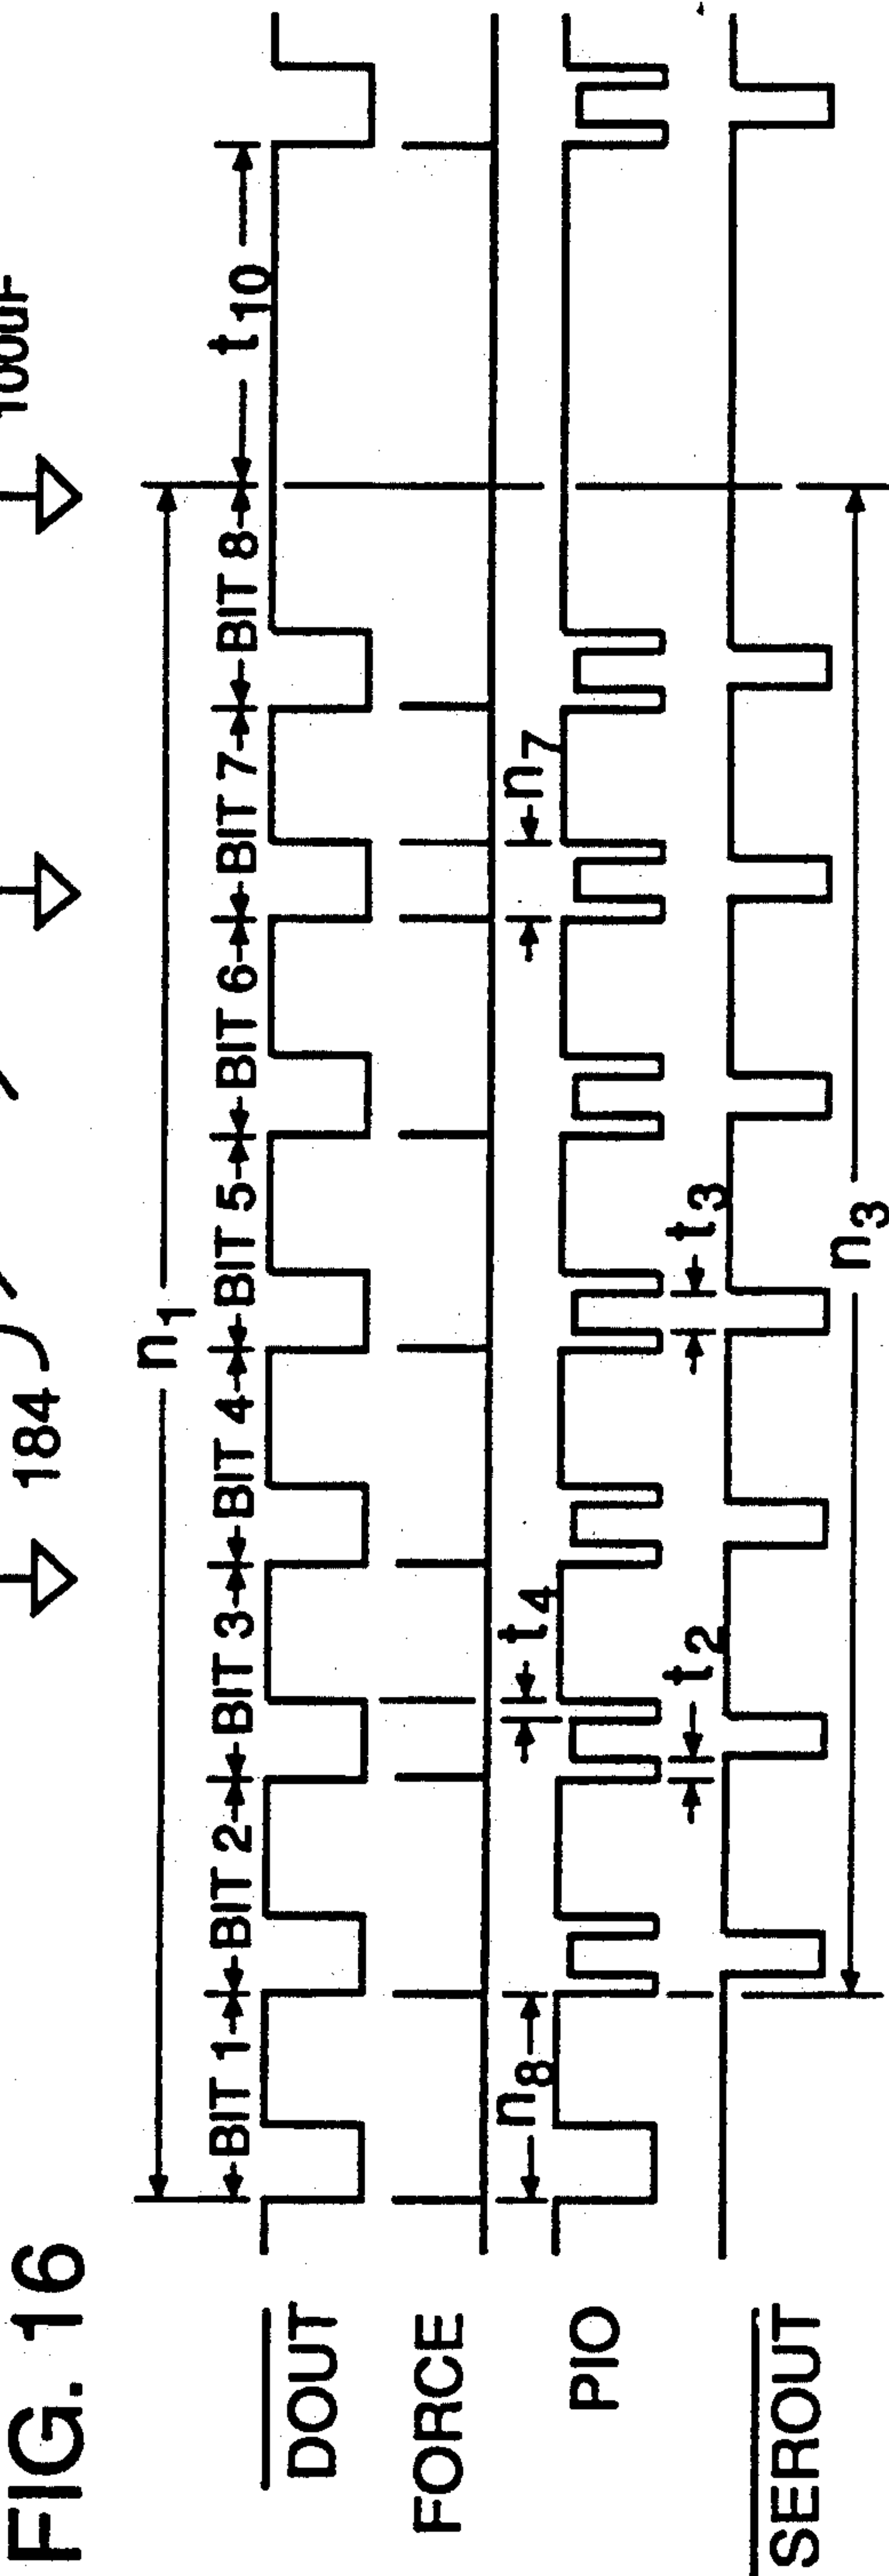 100uF
184
FIG. 16
n1
BIT 1 BIT 2 BIT 3 BIT 4 BIT 5 BIT 6 BIT 7 BIT 8 t10
DOUT
FORCE
n8 t4 n7
PIO
t2 t3
SEROUT
n3